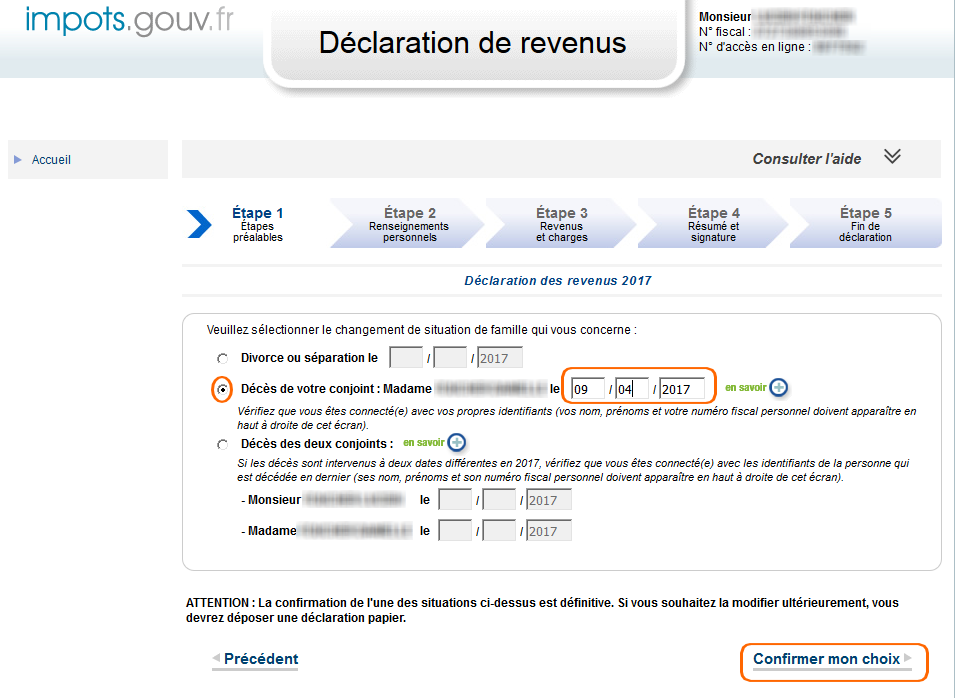 impots.gouv.fr
Déclaration de revenus
Monsieur
N° fiscal :
N° d'accès en ligne :
Accueil
Consulter l'aide
Étape 1
Étapes
préalables
Étape 2
Renseignements
personnels
Étape 3
Revenus
et charges
Étape 4
Résumé et
signature
Étape 5
Fin de
déclaration
Déclaration des revenus 2017
Veuillez sélectionner le changement de situation de famille qui vous concerne :
Divorce ou séparation le / / 2017
Décès de votre conjoint : Madame le 09 / 04 / 2017 en savoir +
Vérifiez que vous êtes connecté(e) avec vos propres identifiants (vos nom, prénoms et votre numéro fiscal personnel doivent apparaître en
haut à droite de cet écran).
Décès des deux conjoints : en savoir +
Si les décès sont intervenus à deux dates différentes en 2017, vérifiez que vous êtes connecté(e) avec les identifiants de la personne qui
est décédée en dernier (ses nom, prénoms et son numéro fiscal personnel doivent apparaître en haut à droite de cet écran).
- Monsieur le / / 2017
- Madame le / / 2017
ATTENTION : La confirmation de l'une des situations ci-dessus est définitive. Si vous souhaitez la modifier ultérieurement, vous
devrez déposer une déclaration papier.
Précédent
Confirmer mon choix